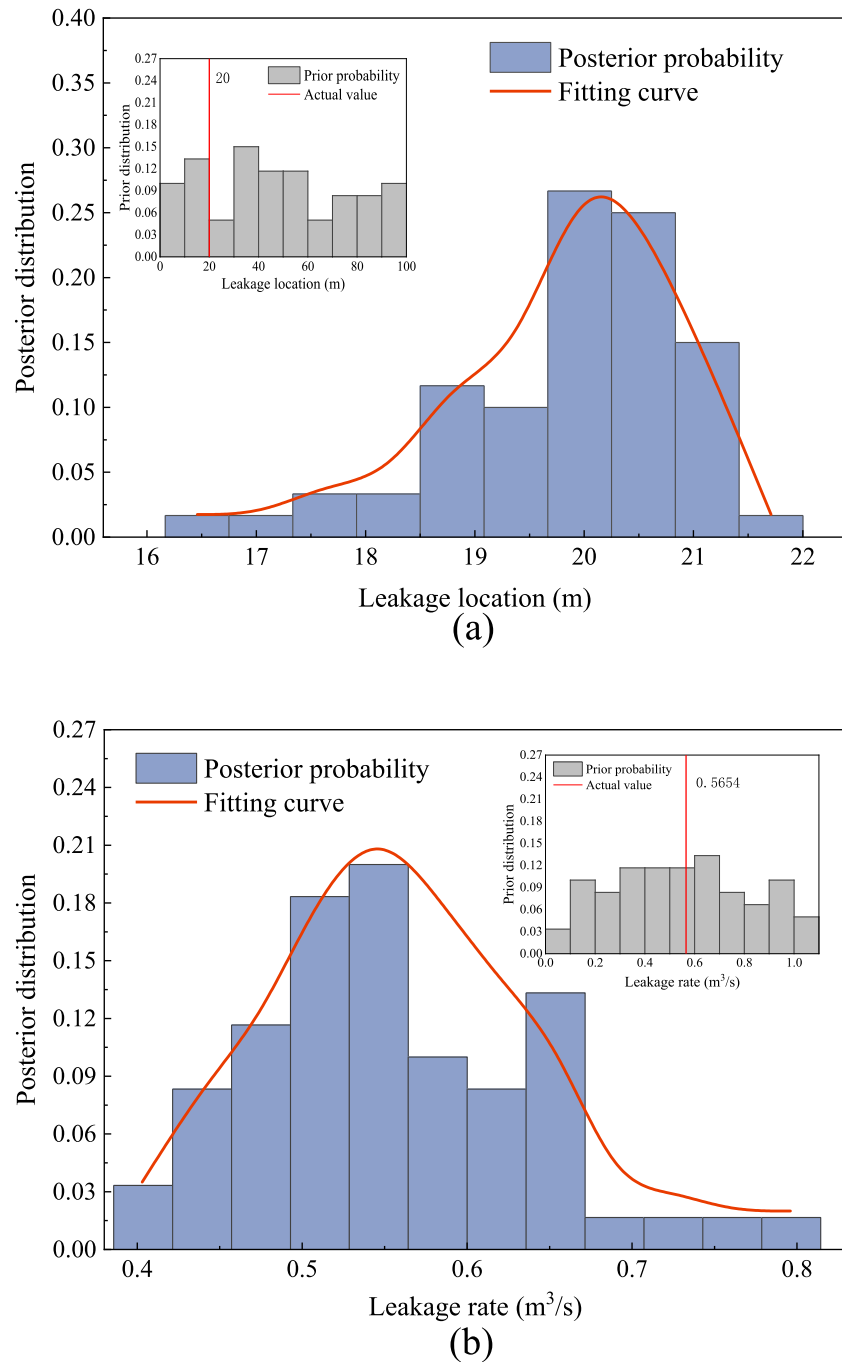 0.40
0.35
0.30
0.25
0.20
0.15
0.10
0.05
0.00
Posterior distribution
16 17 18 19 20 21 22
Leakage location (m)
Posterior probability
Fitting curve
0.27
0.24
0.21
0.18
0.15
0.12
0.09
0.06
0.03
0.00
Prior distribution
0 20 40 60 80 100
Leakage location (m)
Prior probability
Actual value
20
(a)
0.27
0.24
0.21
0.18
0.15
0.12
0.09
0.06
0.03
0.00
Posterior distribution
0.4 0.5 0.6 0.7 0.8
Leakage rate (m³/s)
Posterior probability
Fitting curve
0.27
0.24
0.21
0.18
0.15
0.12
0.09
0.06
0.03
0.00
Prior distribution
0.0 0.2 0.4 0.6 0.8 1.0
Leakage rate (m³/s)
Prior probability
Actual value
0.5654
(b)